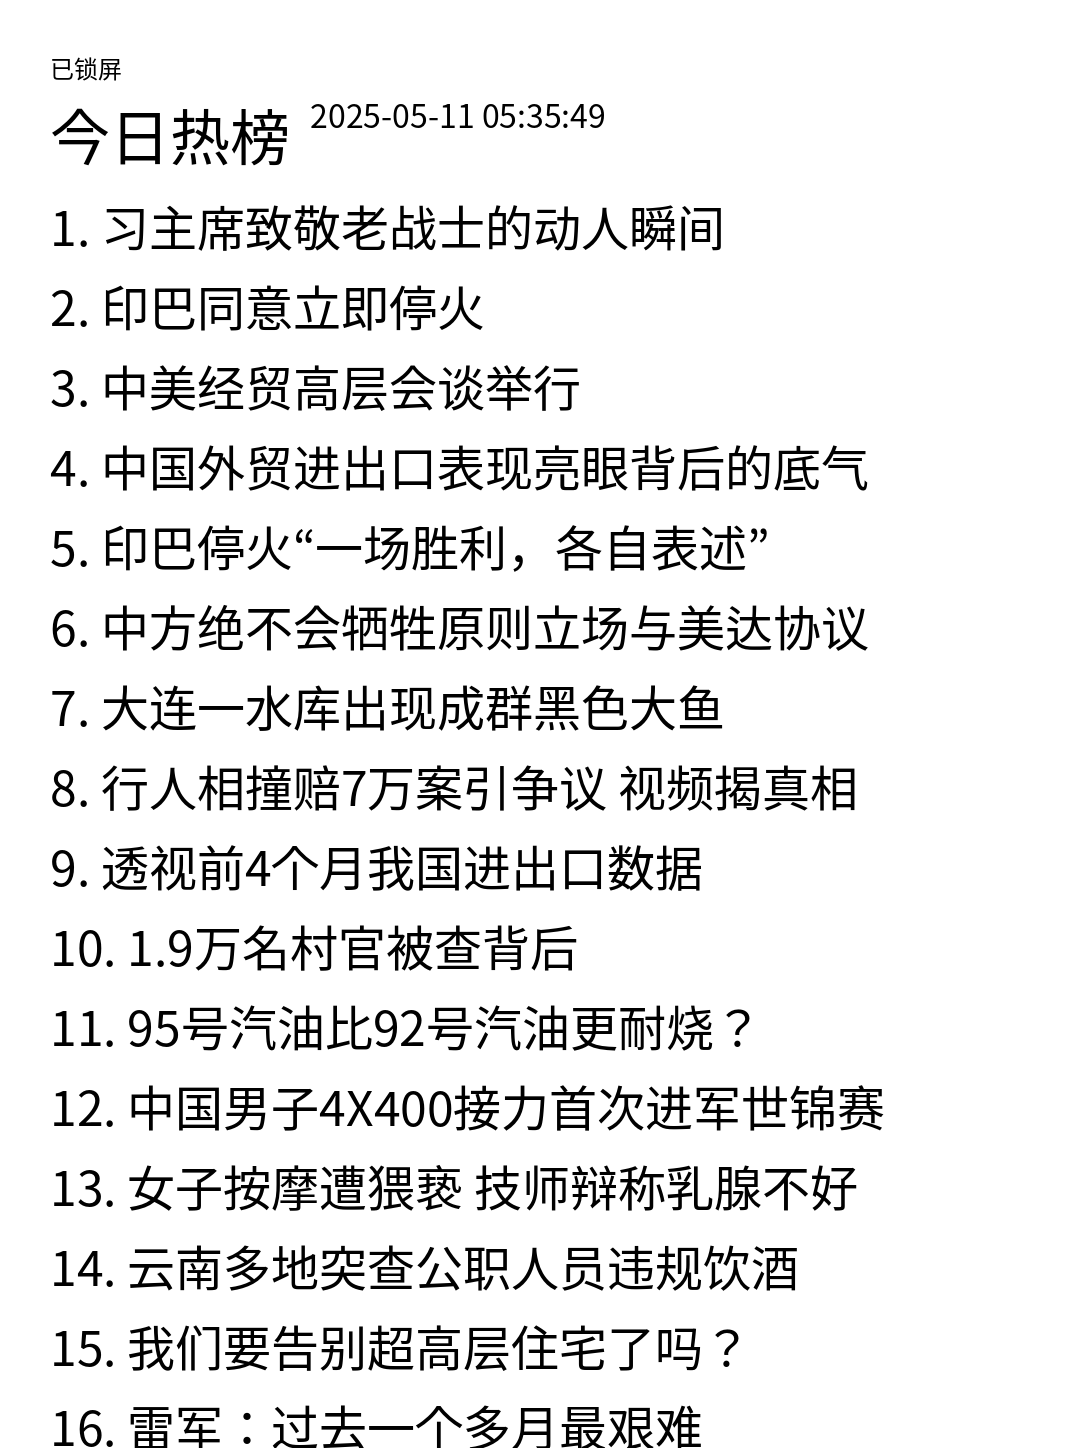 已锁屏
今日热榜 2025-05-11 05:35:49
1. 习主席致敬老战士的动人瞬间
2. 印巴同意立即停火
3. 中美经贸高层会谈举行
4. 中国外贸进出口表现亮眼背后的底气
5. 印巴停火“一场胜利，各自表述”
6. 中方绝不会牺牲原则立场与美达协议
7. 大连一水库出现成群黑色大鱼
8. 行人相撞赔7万案引争议 视频揭真相
9. 透视前4个月我国进出口数据
10. 1.9万名村官被查背后
11. 95号汽油比92号汽油更耐烧？
12. 中国男子4X400接力首次进军世锦赛
13. 女子按摩遭猥亵 技师辩称乳腺不好
14. 云南多地突查公职人员违规饮酒
15. 我们要告别超高层住宅了吗？
16. 雷军：过去一个多月最艰难